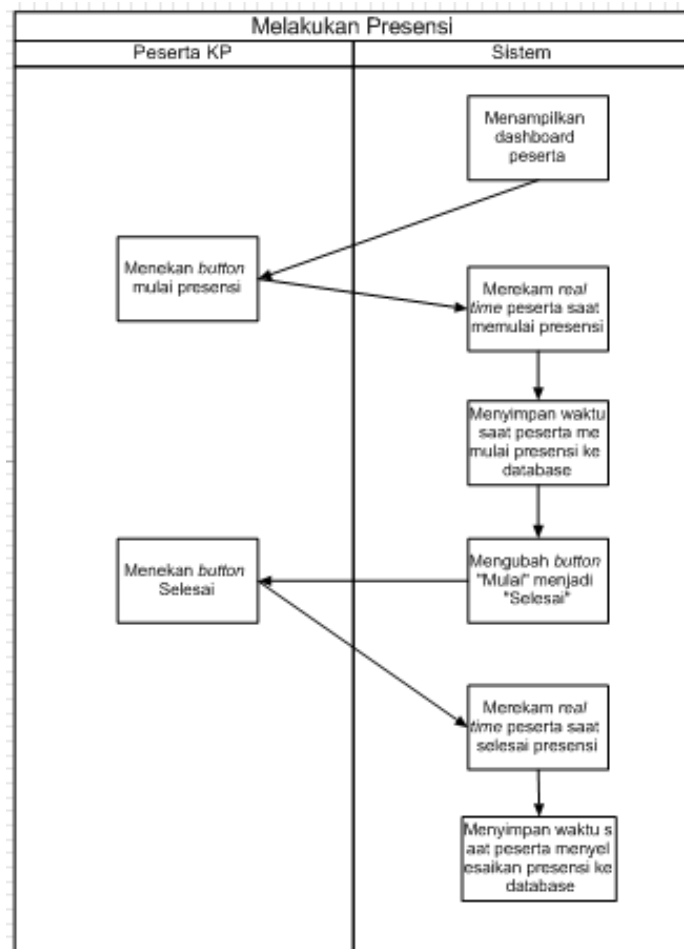 Melakukan Presensi
Peserta KP
Sistem
Menampilkan
dashboard
peserta
Menekan button
mulai presensi
Merekam real
time peserta saat
memulai presensi
Menyimpan waktu
saat peserta me
mulai presensi ke
database
Menekan button
Selesai
Mengubah button
"Mulai" menjadi
"Selesai"
Merekam real
time peserta saat
selesai presensi
Menyimpan waktu s
aat peserta menyel
esaikan presensi ke
database